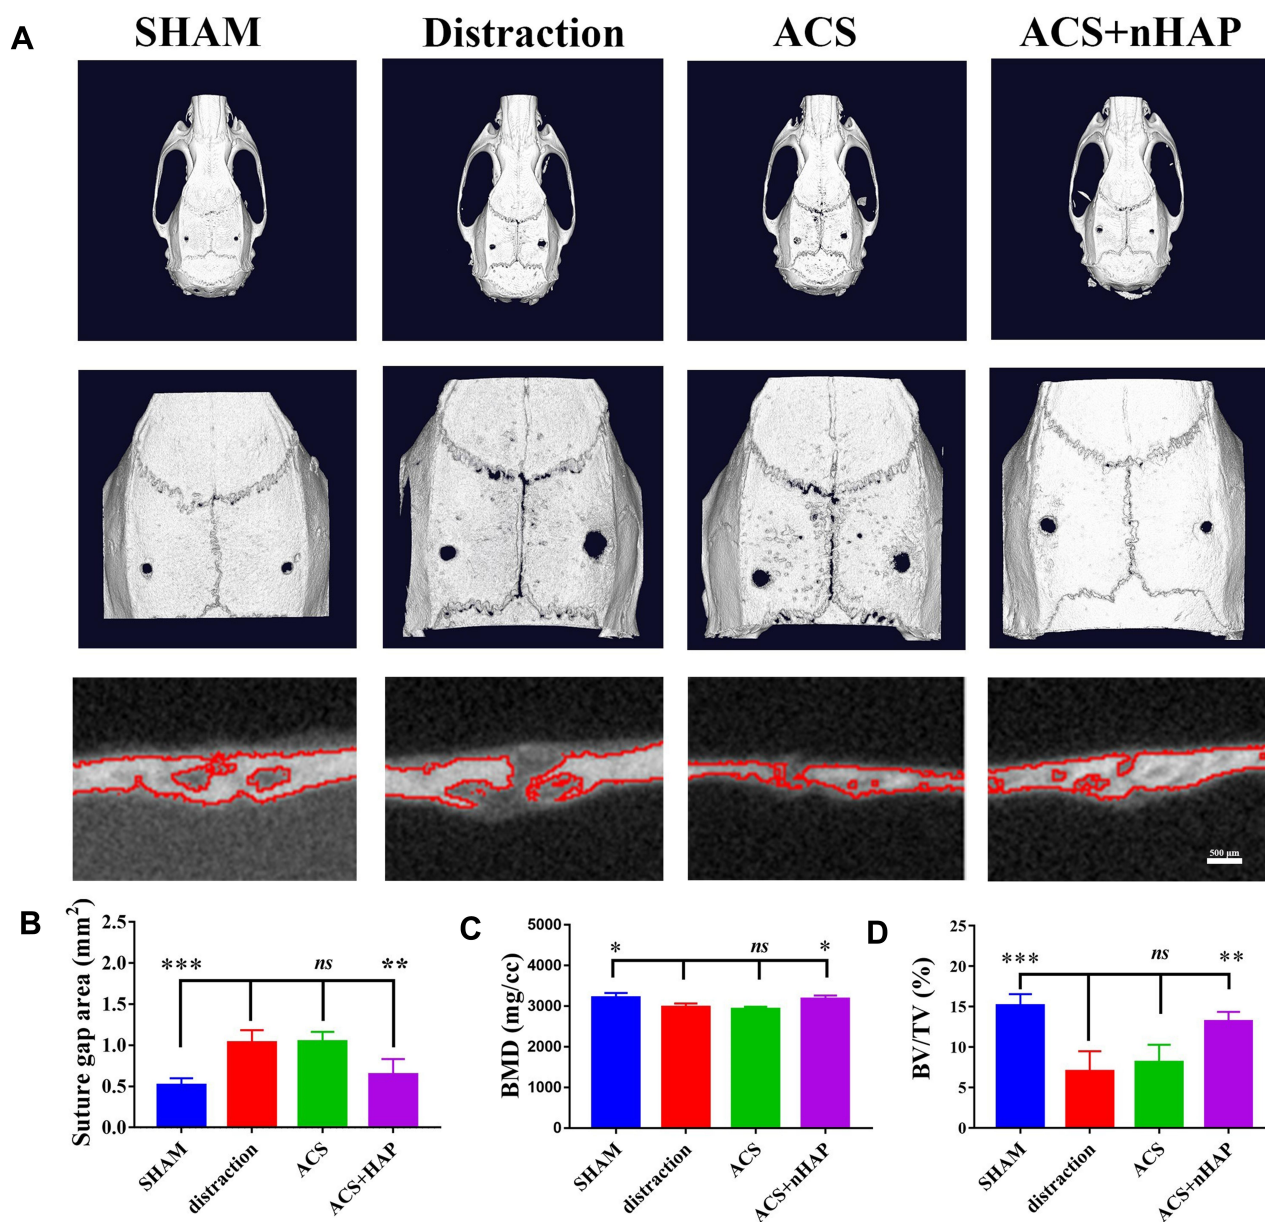 A
SHAM
Distraction
ACS
ACS+nHAP
500 μm
B
Suture gap area (mm²)
2.5
2.0
1.5
1.0
0.5
0.0
***
ns
**
SHAM
distraction
ACS
ACS+HAP
C
BMD (mg/cc)
5000
4000
3000
2000
1000
0
*
ns
*
SHAM
distraction
ACS
ACS+nHAP
D
BV/TV (%)
25
20
15
10
5
0
***
ns
**
SHAM
distraction
ACS
ACS+nHAP